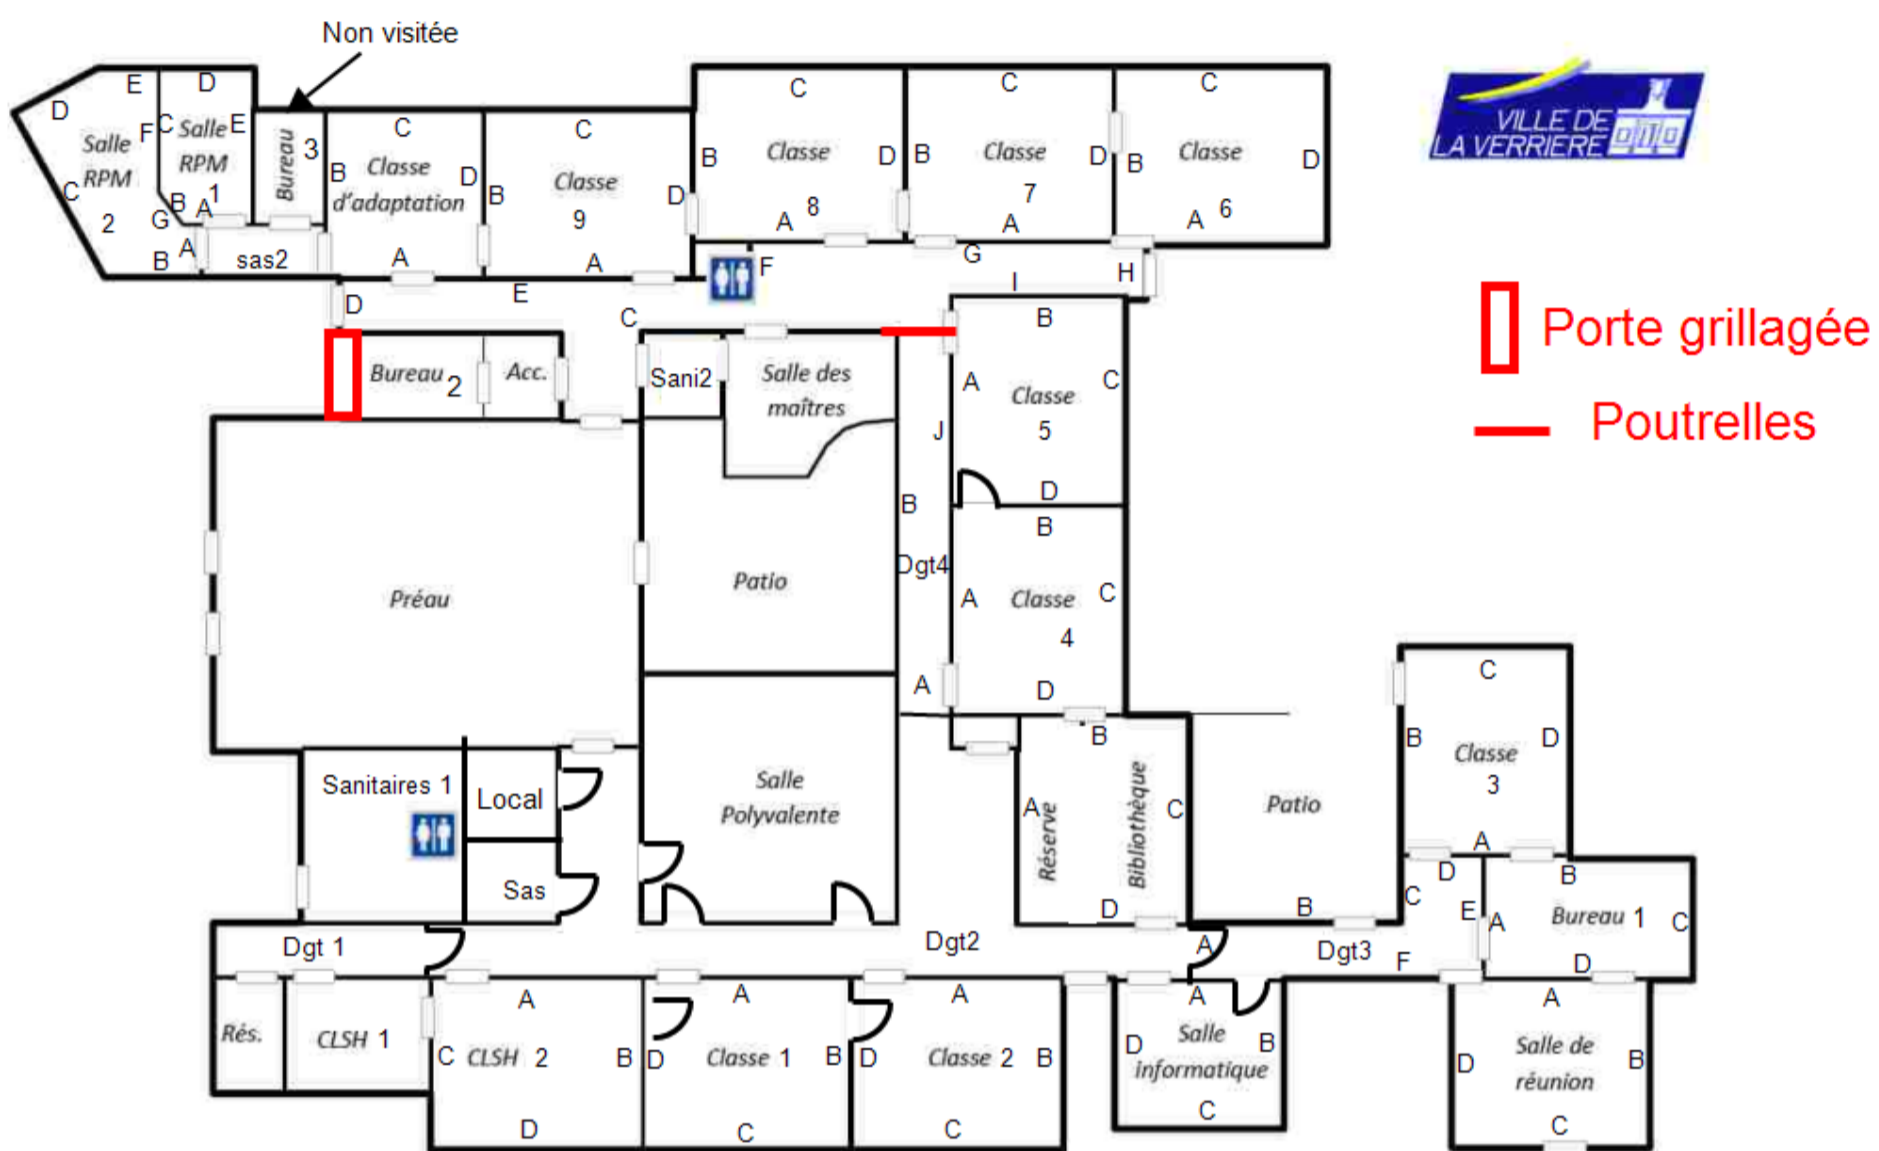 Non visitée
VILLE DE
LA VERRIERE
E
D
D
F
C
Salle
E
Salle
RPM
RPM
1
C
2
B
A
G
A
B
Bureau
3
sas2
C
B
Classe
D
d'adaptation
A
C
B
Classe
D
9
A
C
B
Classe
D
8
A
C
B
Classe
D
7
A
C
B
Classe
D
A
6
F
G
H
I
D
E
C
Porte grillagée
Poutrelles
Bureau 2
Acc.
Sani2
Salle des
maîtres
J
B
A
C
Classe
5
D
B
Dgt4
A
B
A
Classe
C
4
D
Préau
Patio
Sanitaires 1
Local
Sas
Salle
Polyvalente
B
A
Réserve
Bibliothèque
C
D
Patio
B
C
B
D
Classe
3
A
D
C
E
B
A
Bureau 1
C
D
Dgt 1
Dgt2
A
Dgt3
F
Rés.
CLSH 1
A
C
CLSH 2
B
D
A
D
Classe 1
B
C
A
D
Classe 2
B
C
A
Salle
D
B
informatique
C
A
Salle de
D
B
réunion
C